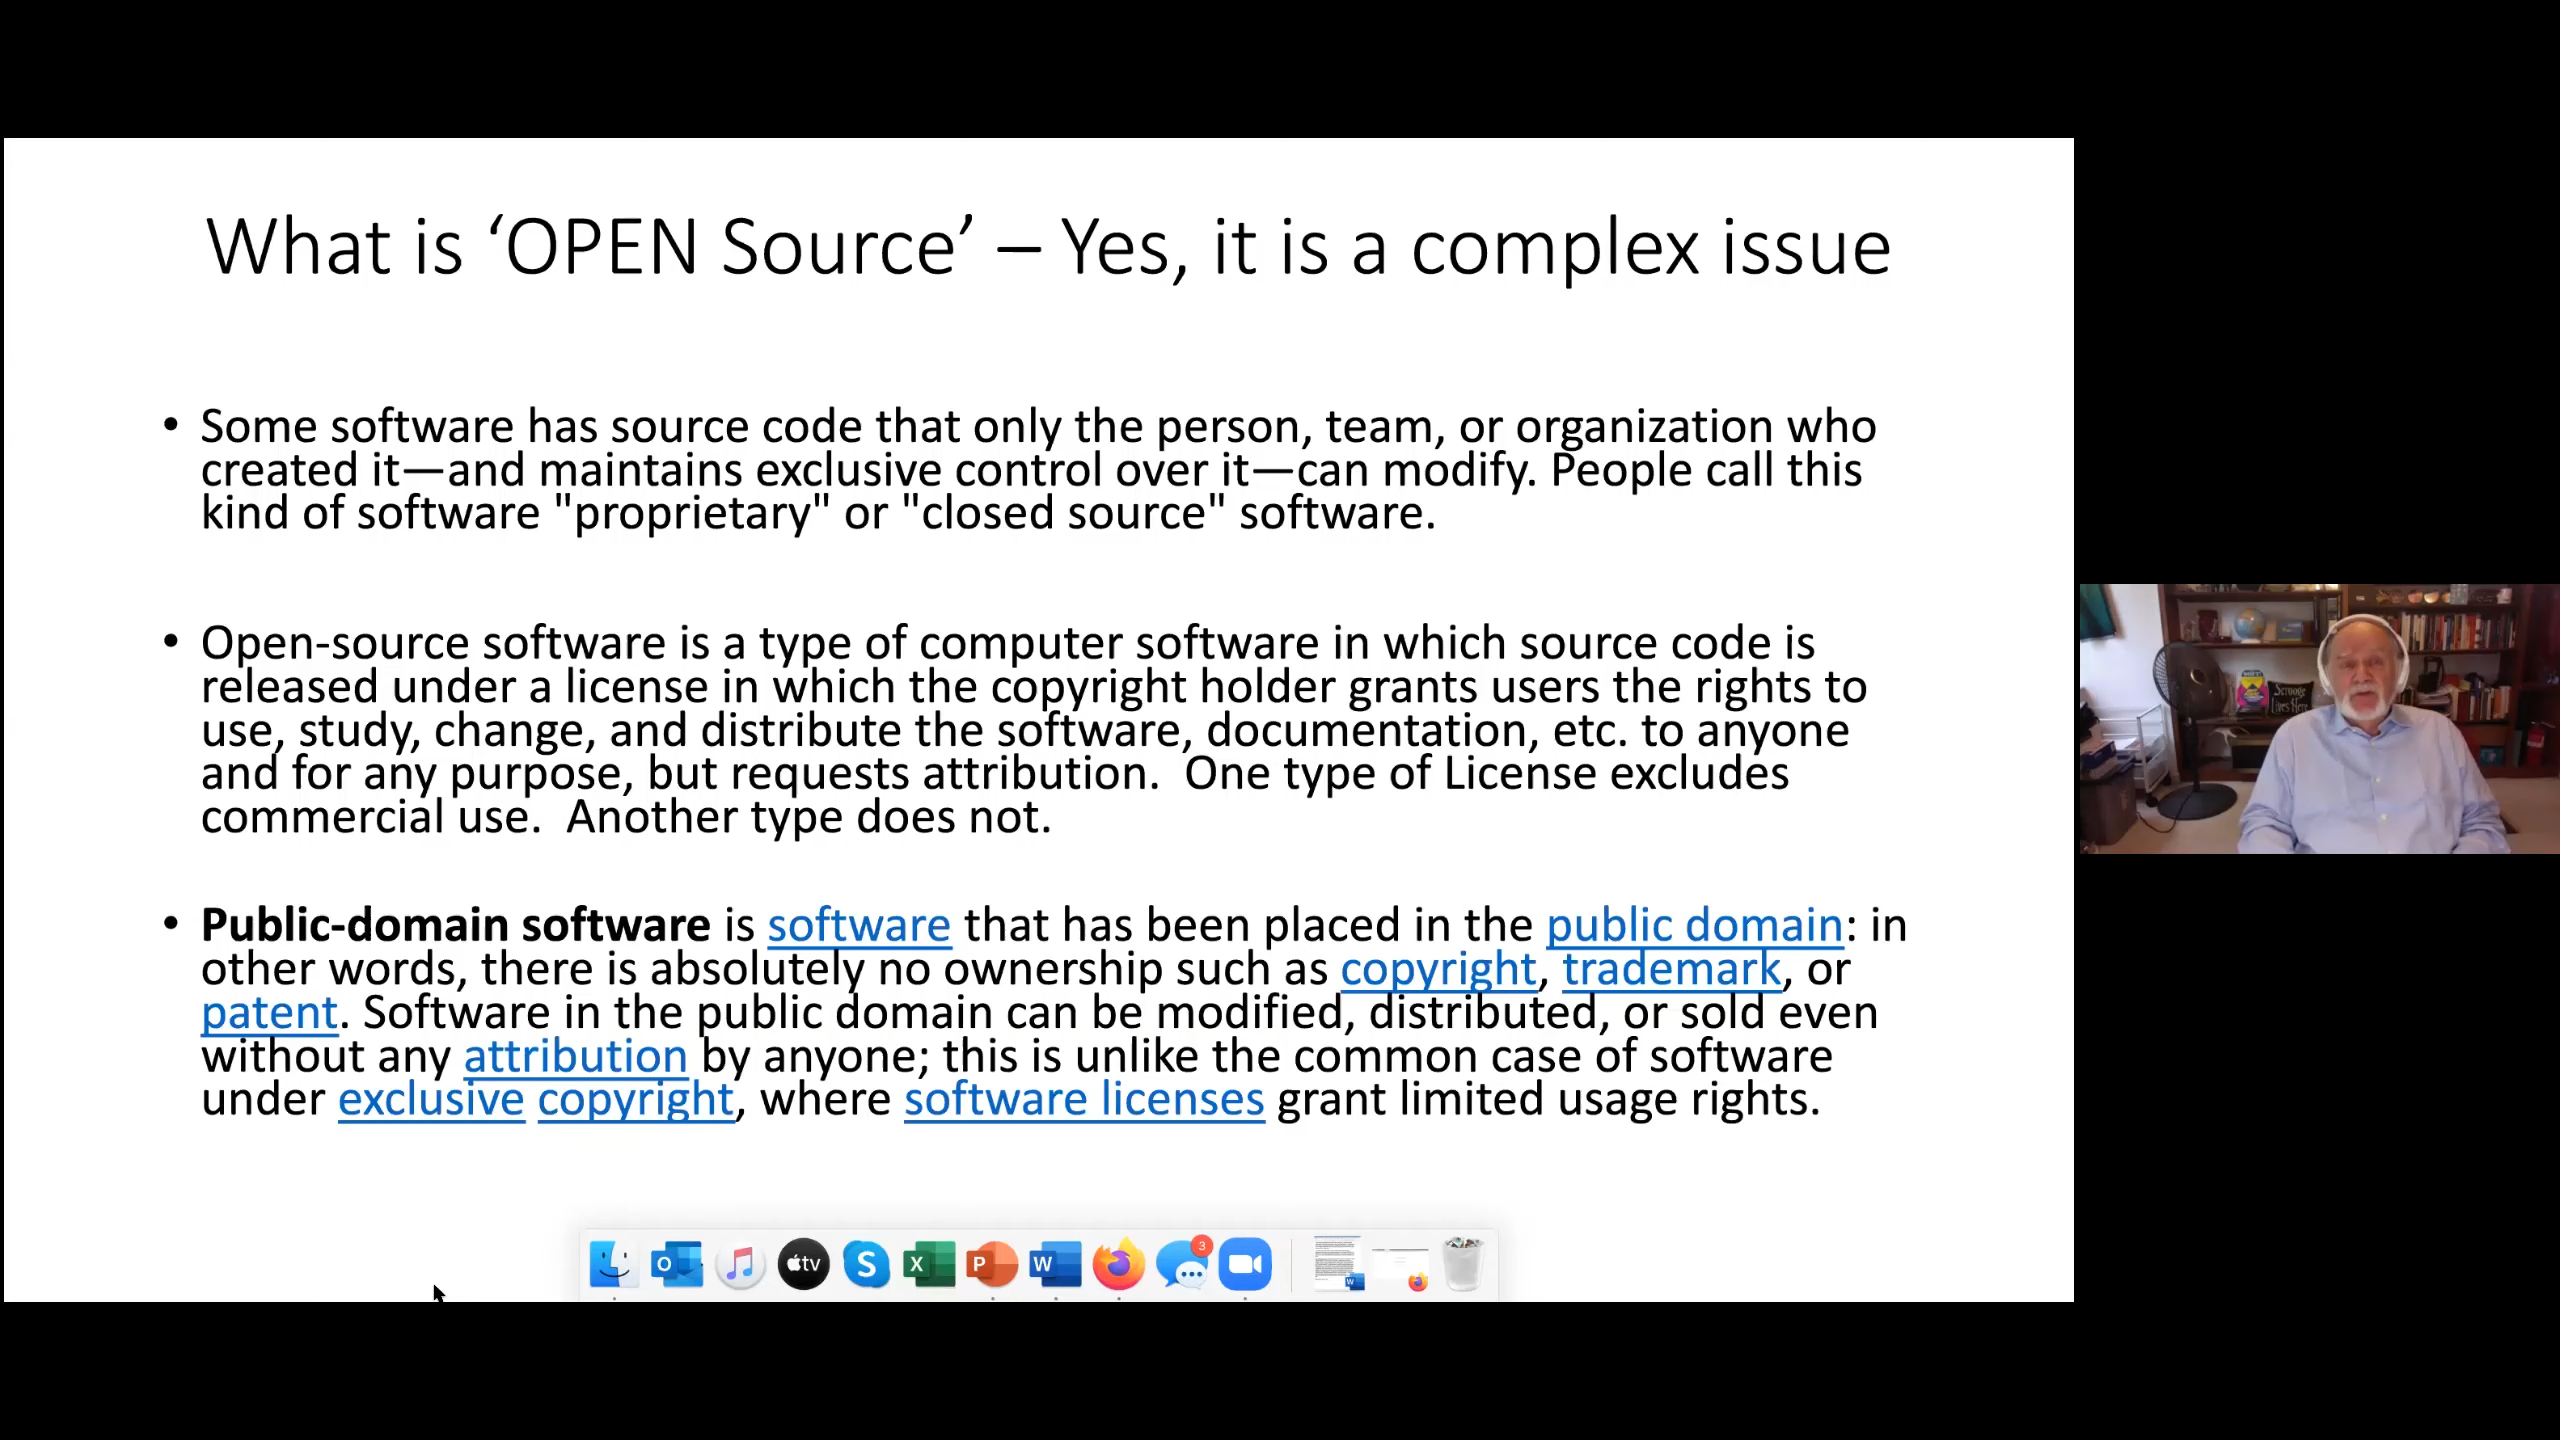 What is ‘OPEN Source’ – Yes, it is a complex issue
• Some software has source code that only the person, team, or organization who
created it—and maintains exclusive control over it—can modify. People call this
kind of software "proprietary" or "closed source" software.
• Open-source software is a type of computer software in which source code is
released under a license in which the copyright holder grants users the rights to
use, study, change, and distribute the software, documentation, etc. to anyone
and for any purpose, but requests attribution.  One type of License excludes
commercial use.  Another type does not.
• Public-domain software is software that has been placed in the public domain: in
other words, there is absolutely no ownership such as copyright, trademark, or
patent. Software in the public domain can be modified, distributed, or sold even
without any attribution by anyone; this is unlike the common case of software
under exclusive copyright, where software licenses grant limited usage rights.
Scrooge
Lives Here
O
tv
S
X
P
W
3
W